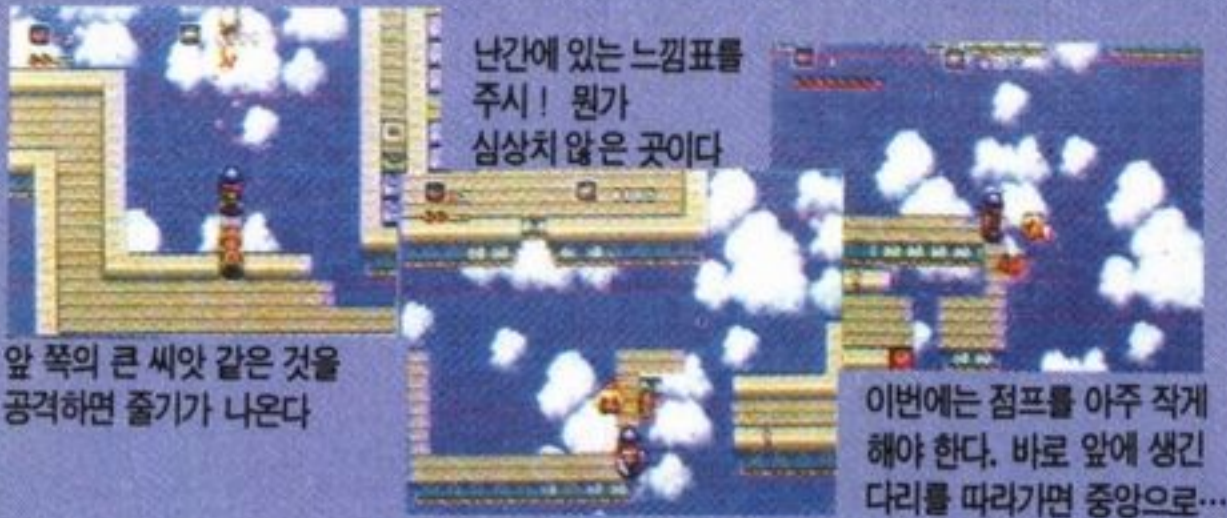 난간에 있는 느낌표를
주시! 뭔가
심상치 않은 곳이다
앞 쪽의 큰 씨앗 같은 것을
공격하면 줄기가 나온다
이번에는 점프를 아주 작게
해야 한다. 바로 앞에 생긴
다리를 따라가면 중앙으로…